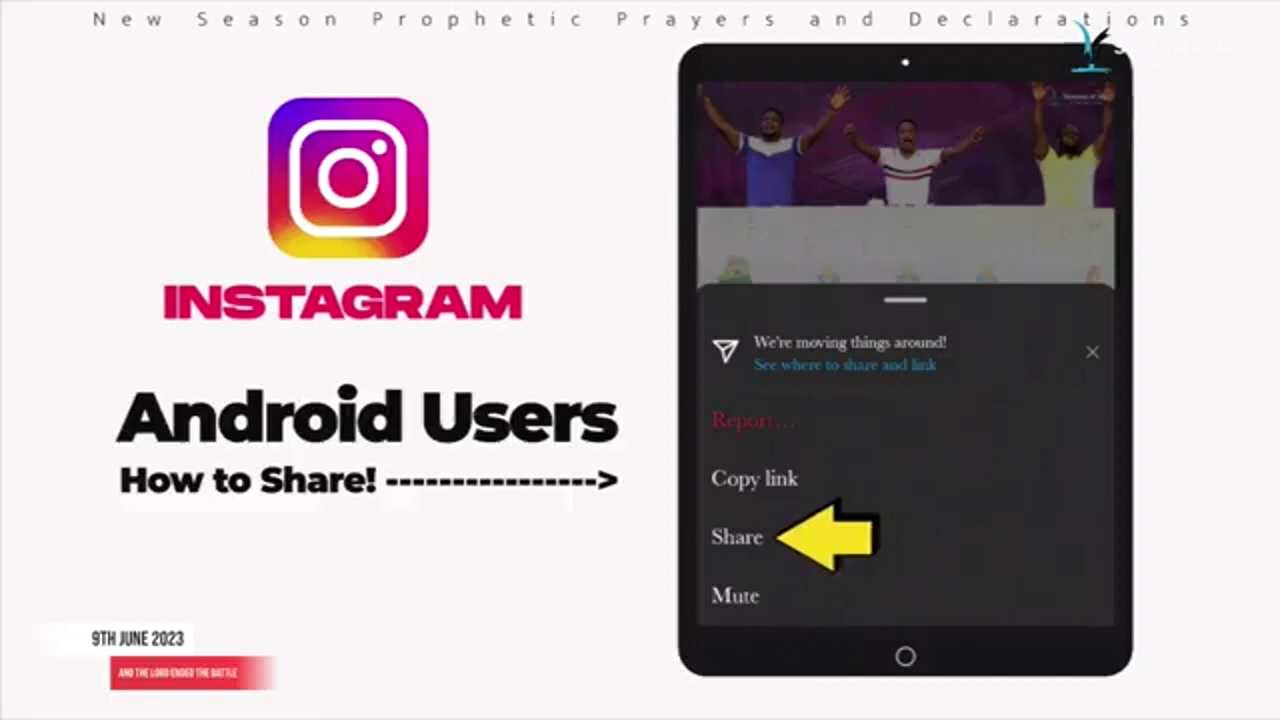 New Season Prophetic Prayers and Declarations
INSTAGRAM
Android Users
How to Share! ---------------->
We're moving things around!
See where to share and link
Report...
Copy link
Share
Mute
9TH JUNE 2023
AND THE LORD ENDED THE BATTLE